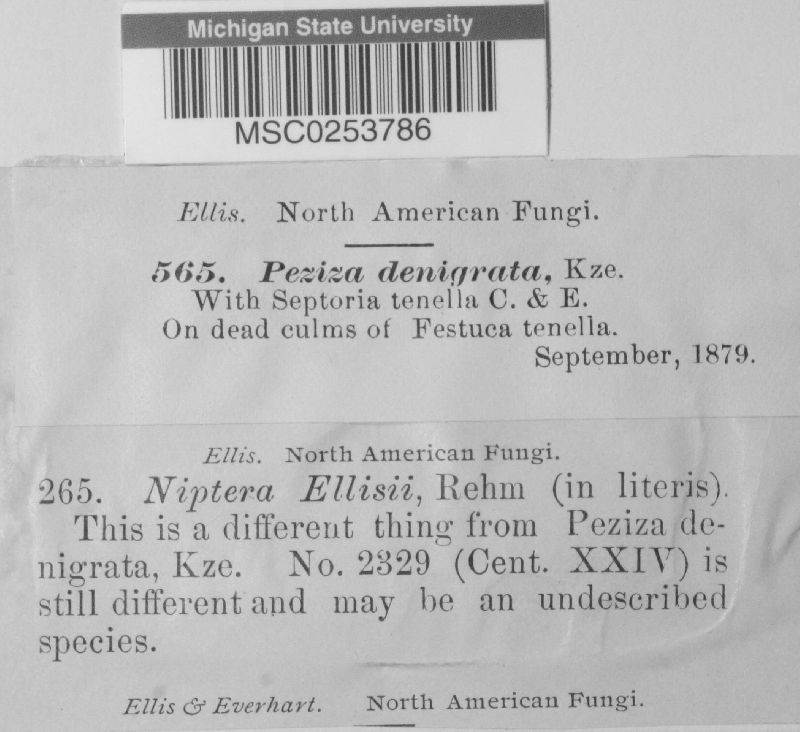 Michigan State University
MSC0253786
Ellis. North American Fungi.
565. Peziza denigrata, Kze.
With Septoria tenella C. & E.
On dead culms of Festuca tenella.
September, 1879.
Ellis. North American Fungi.
265. Niptera Ellisii, Rehm (in literis).
This is a different thing from Peziza de-
nigrata, Kze. No. 2329 (Cent. XXIV) is
still different and may be an undescribed
species.
Ellis & Everhart. North American Fungi.